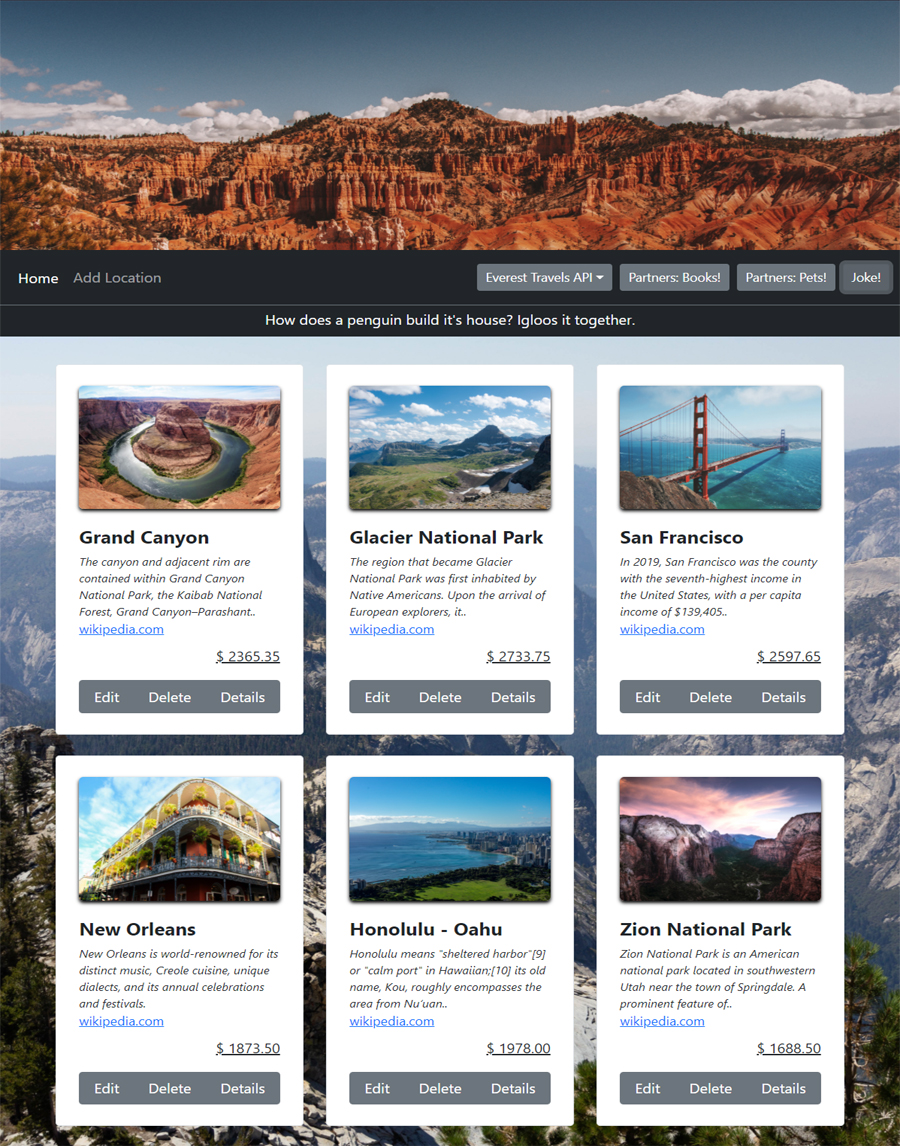 Home Add Location Everest Travels API Partners: Books! Partners: Pets! Joke!
How does a penguin build it's house? Igloos it together.
Grand Canyon
The canyon and adjacent rim are
contained within Grand Canyon
National Park, the Kaibab National
Forest, Grand Canyon–Parashant..
wikipedia.com
$ 2365.35
Edit Delete Details
Glacier National Park
The region that became Glacier
National Park was first inhabited by
Native Americans. Upon the arrival of
European explorers, it..
wikipedia.com
$ 2733.75
Edit Delete Details
San Francisco
In 2019, San Francisco was the county
with the seventh-highest income in
the United States, with a per capita
income of $139,405..
wikipedia.com
$ 2597.65
Edit Delete Details
New Orleans
New Orleans is world-renowned for its
distinct music, Creole cuisine, unique
dialects, and its annual celebrations
and festivals.
wikipedia.com
$ 1873.50
Edit Delete Details
Honolulu - Oahu
Honolulu means "sheltered harbor"[9]
or "calm port" in Hawaiian;[10] its old
name, Kou, roughly encompasses the
area from Nuʻuan..
wikipedia.com
$ 1978.00
Edit Delete Details
Zion National Park
Zion National Park is an American
national park located in southwestern
Utah near the town of Springdale. A
prominent feature of..
wikipedia.com
$ 1688.50
Edit Delete Details